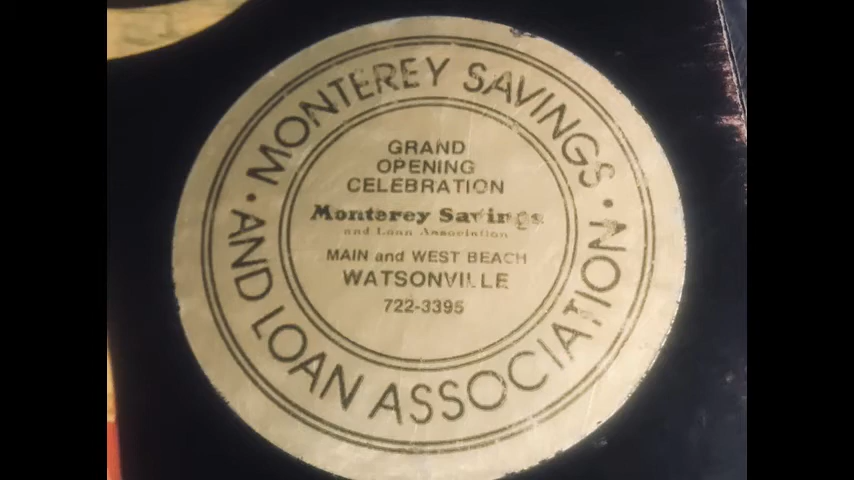 MONTEREY SAVINGS
· AND LOAN ASSOCIATION ·
GRAND
OPENING
CELEBRATION
Monterey Savings
and Loan Association
MAIN and WEST BEACH
WATSONVILLE
722-3395